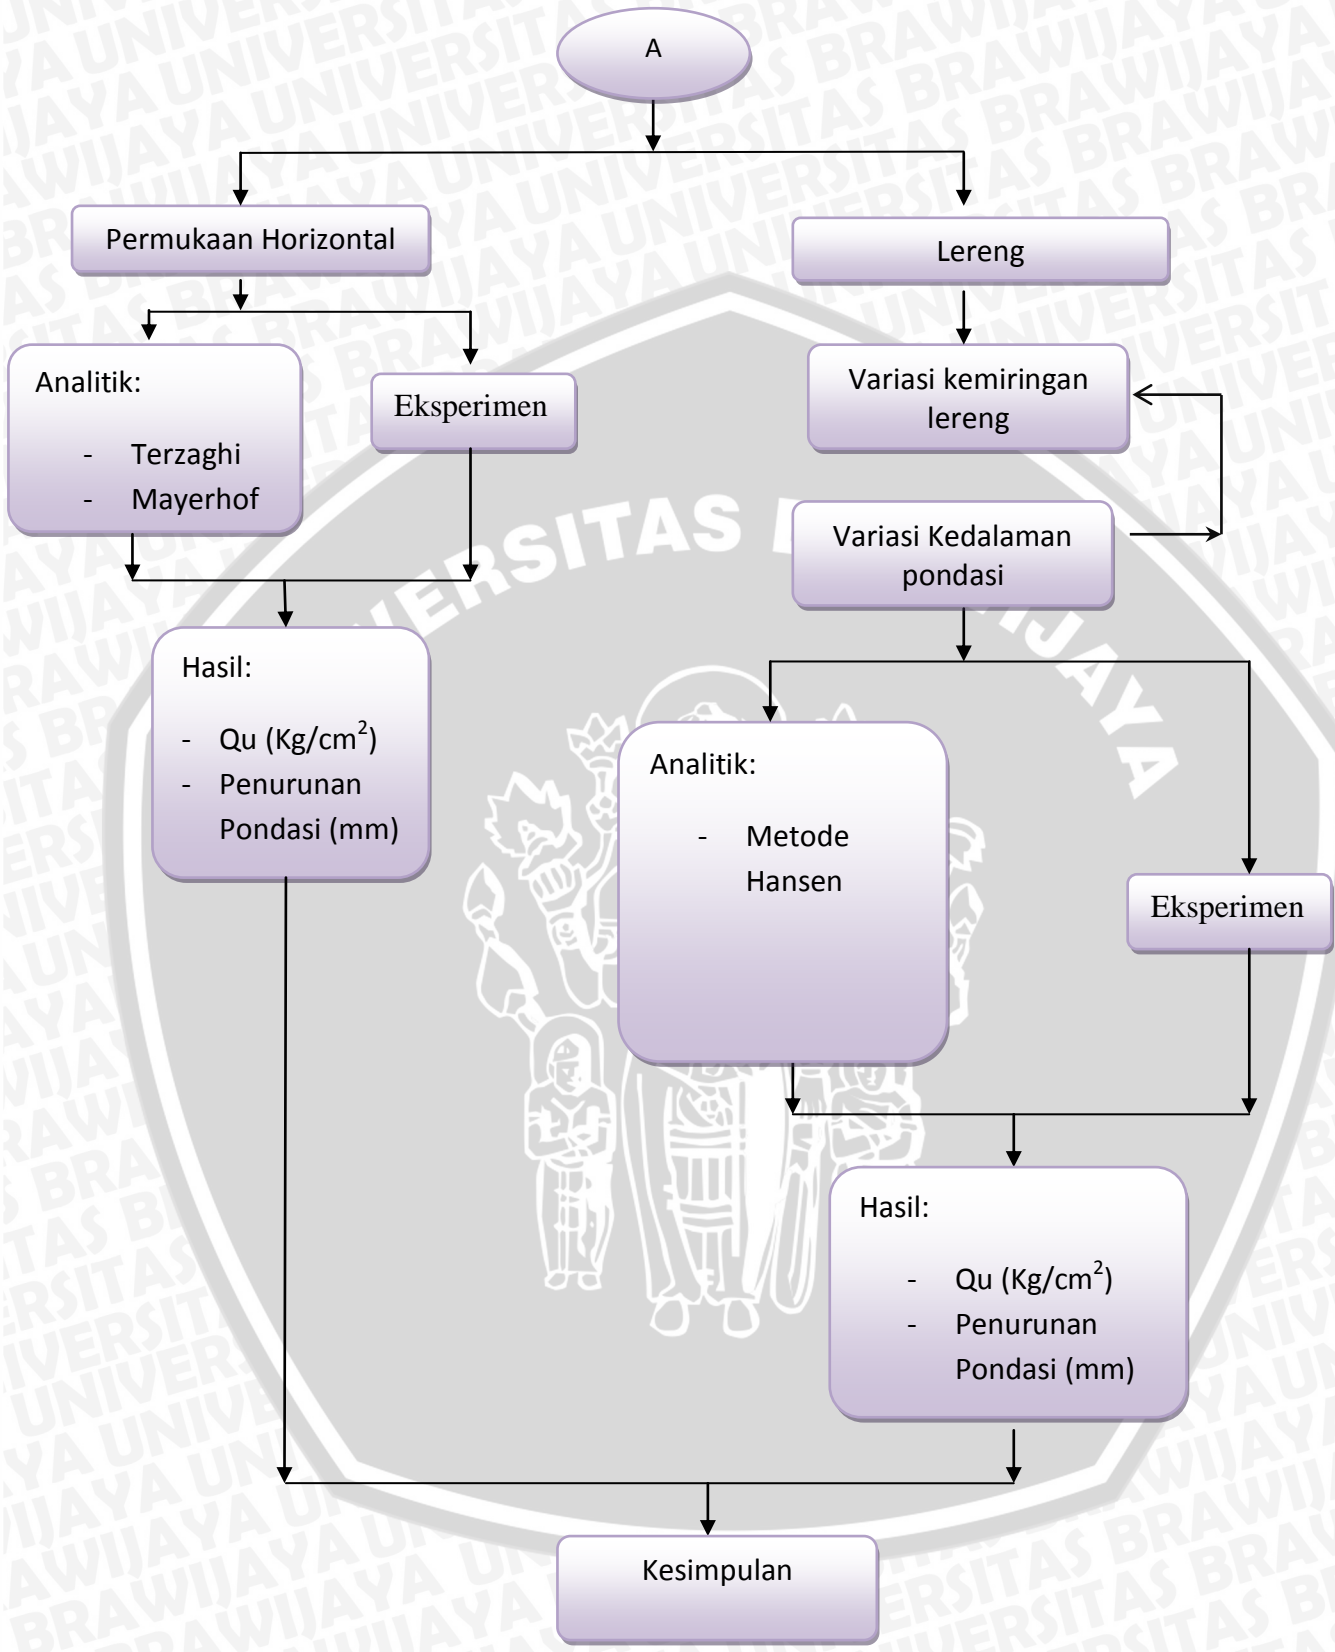 A
Permukaan Horizontal
Lereng
Analitik:
- Terzaghi
- Mayerhof
Eksperimen
Variasi kemiringan
lereng
Variasi Kedalaman
pondasi
Hasil:
- Qu (Kg/cm²)
- Penurunan
Pondasi (mm)
Analitik:
- Metode
Hansen
Eksperimen
Hasil:
- Qu (Kg/cm²)
- Penurunan
Pondasi (mm)
Kesimpulan